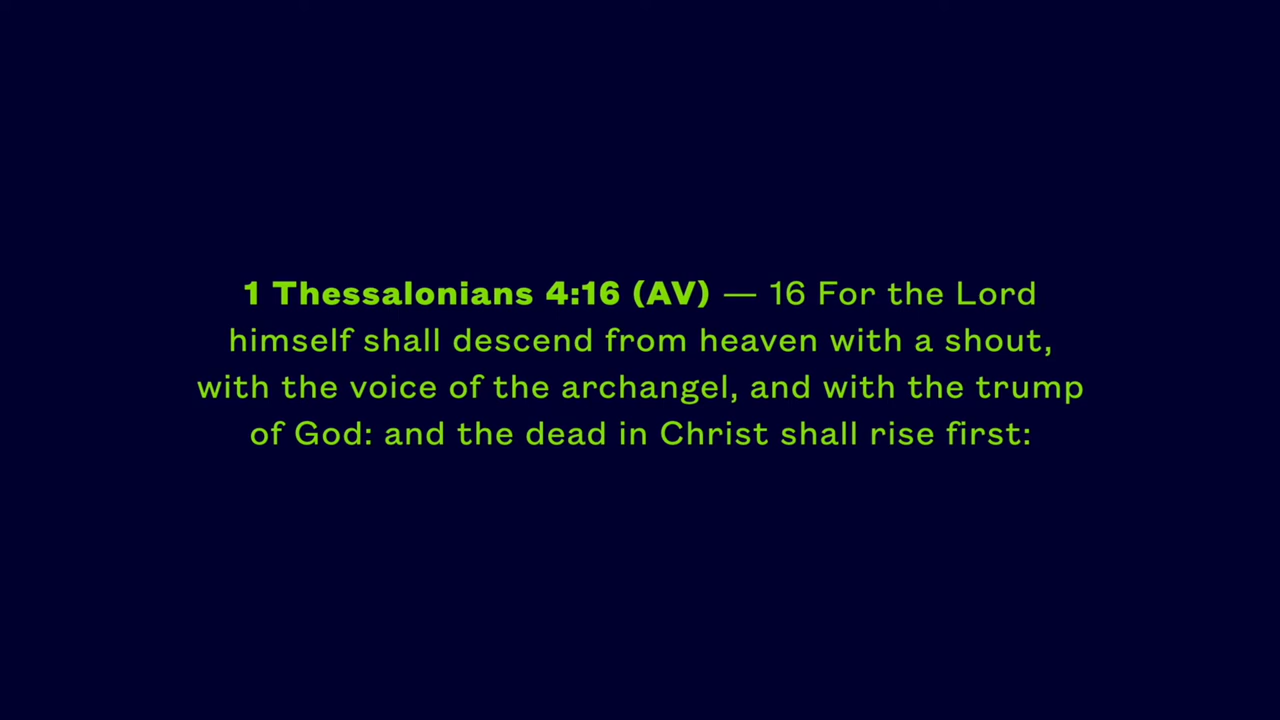 1 Thessalonians 4:16 (AV) — 16 For the Lord
himself shall descend from heaven with a shout,
with the voice of the archangel, and with the trump
of God: and the dead in Christ shall rise first: